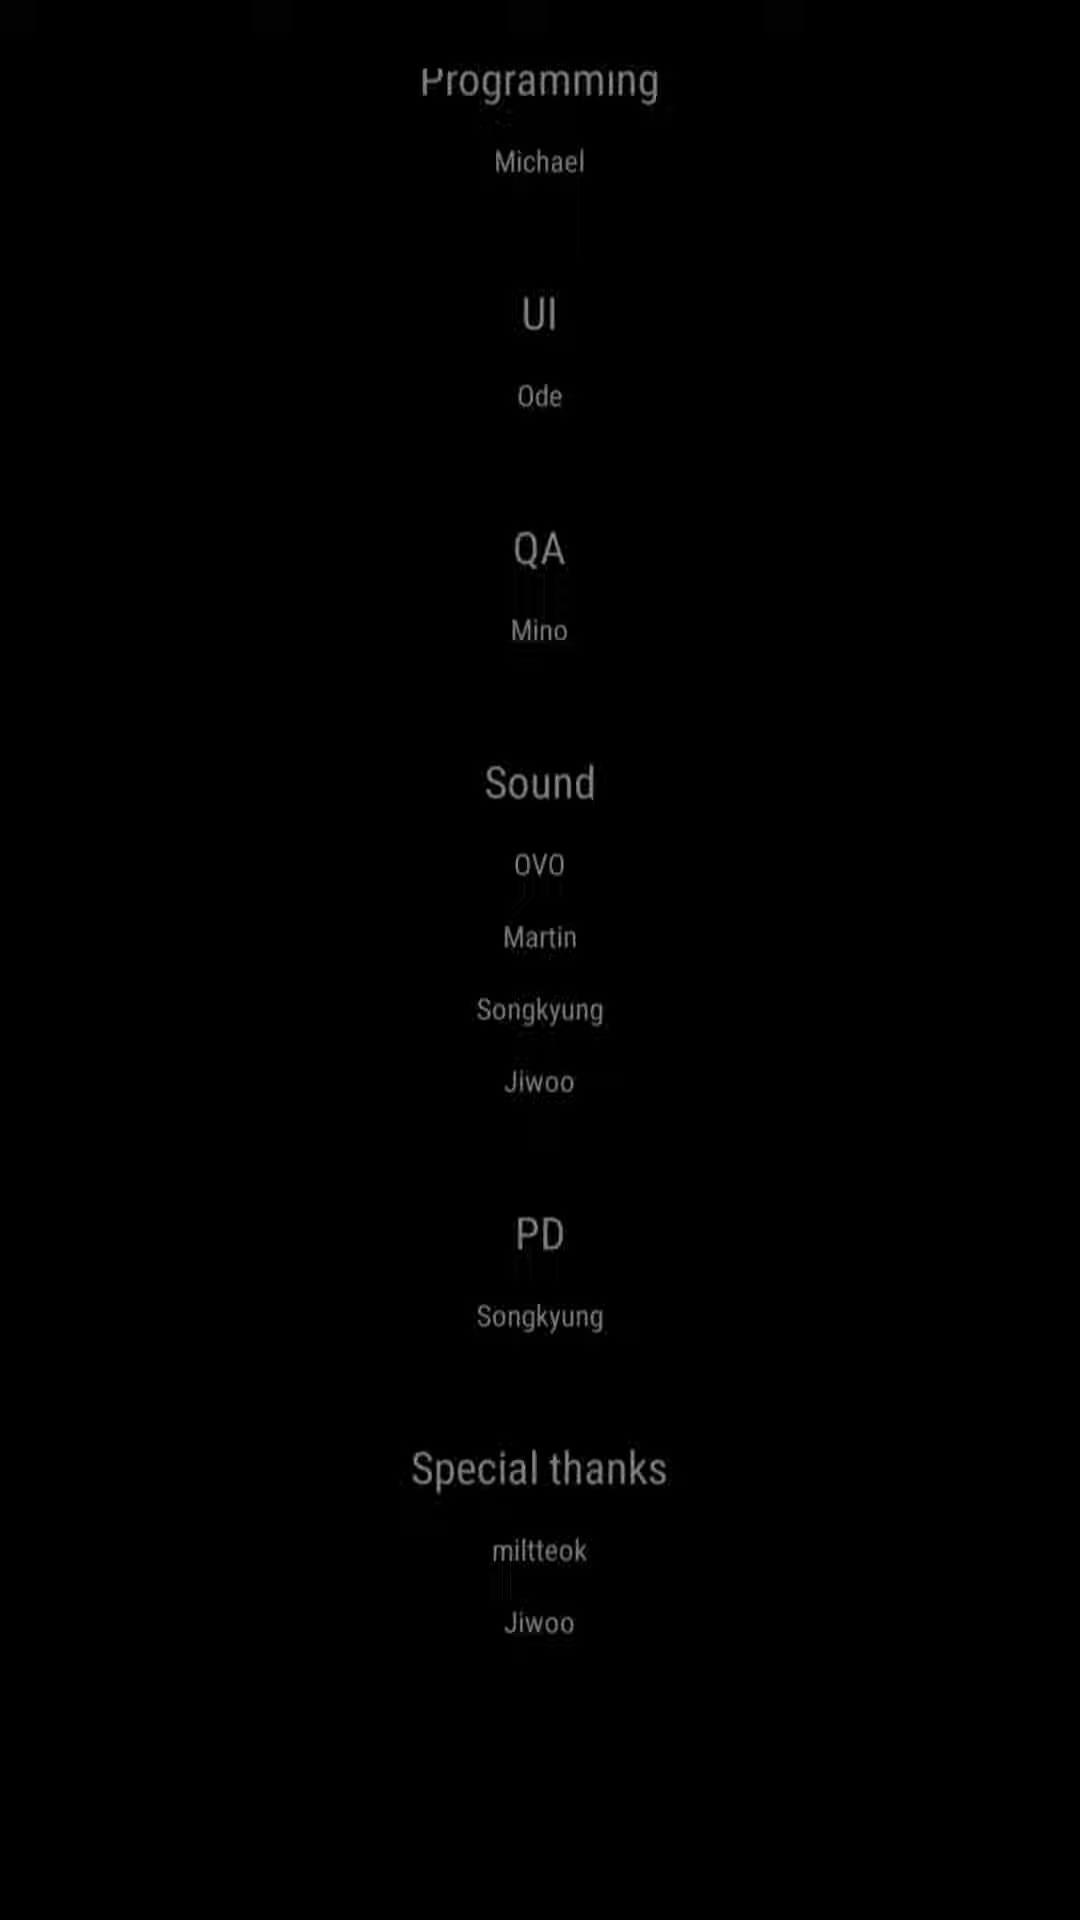 Programming
Michael
UI
Ode
QA
Mino
Sound
OVO
Martin
Songkyung
Jiwoo
PD
Songkyung
Special thanks
miltteok
Jiwoo